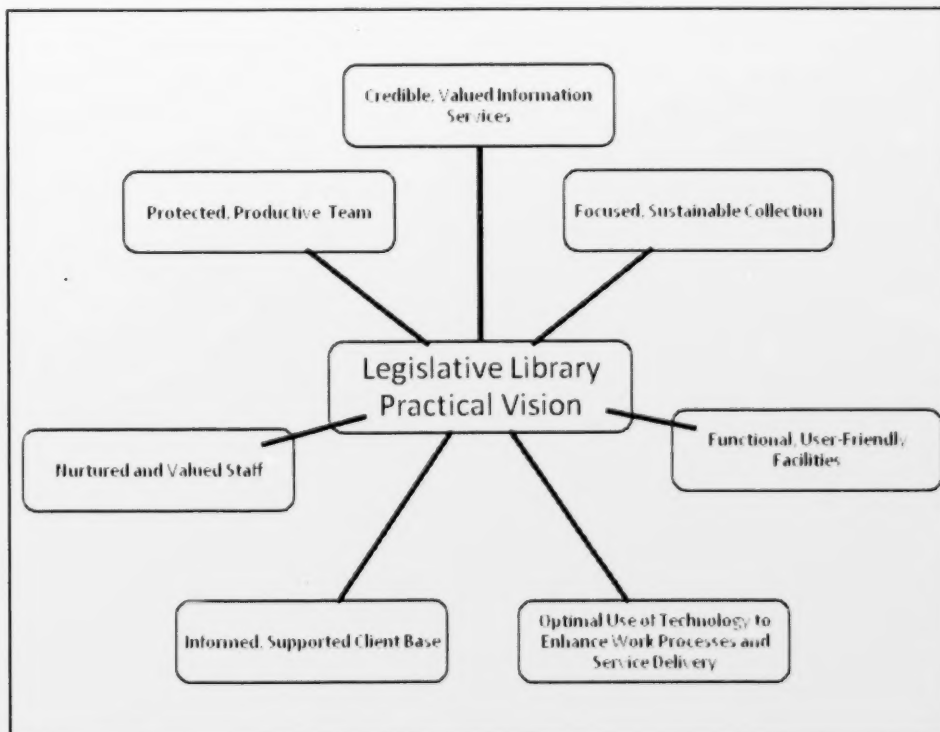 Credible, Valued Information
Services
Protected, Productive Team
Focused, Sustainable Collection
Legislative Library
Practical Vision
Nurtured and Valued Staff
Functional, User-Friendly
Facilities
Informed, Supported Client Base
Optimal Use of Technology to
Enhance Work Processes and
Service Delivery